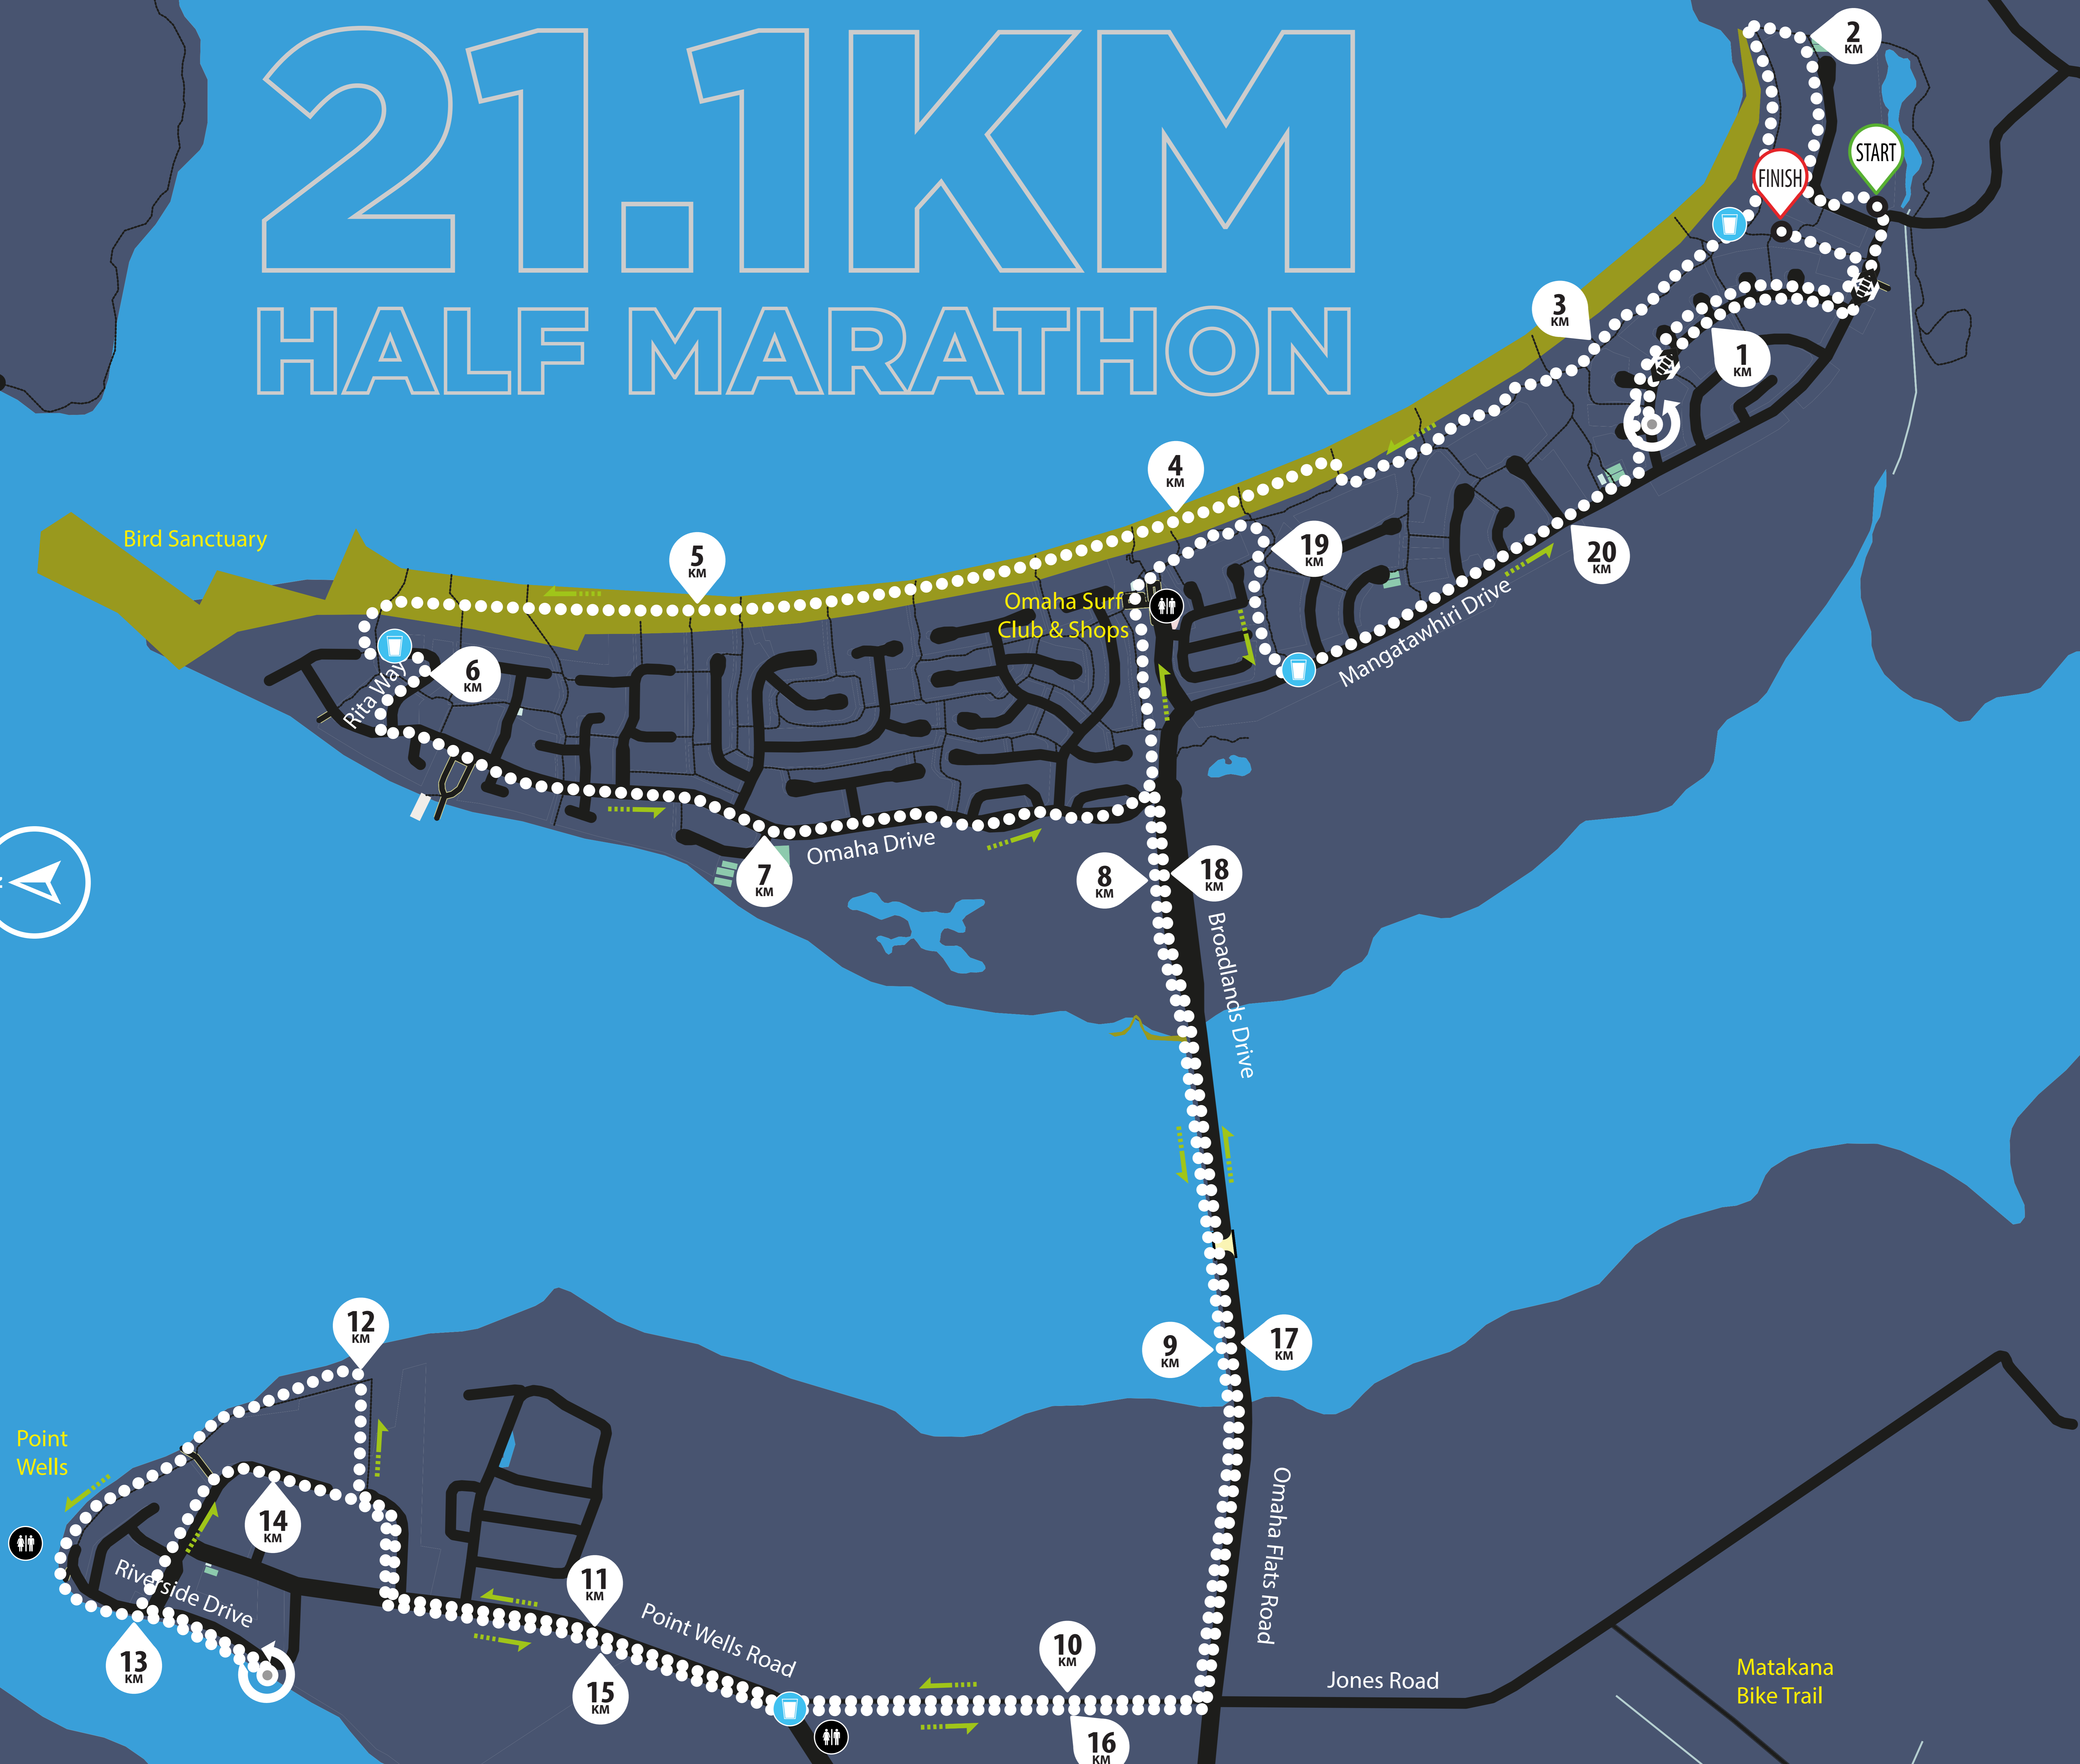 21.1KM
HALF MARATHON
2
KM
START
FINISH
3
KM
1
KM
4
KM
Bird Sanctuary
5
KM
19
KM
20
KM
Omaha Surf
Club & Shops
Mangatawhiri Drive
6
KM
Rita Way
Omaha Drive
7
KM
8
KM
18
KM
Broadlands Drive
9
KM
17
KM
12
KM
Point
Wells
14
KM
Omaha Flats Road
Riverside Drive
11
KM
Point Wells Road
13
KM
15
KM
10
KM
Jones Road
Matakana
Bike Trail
16
KM